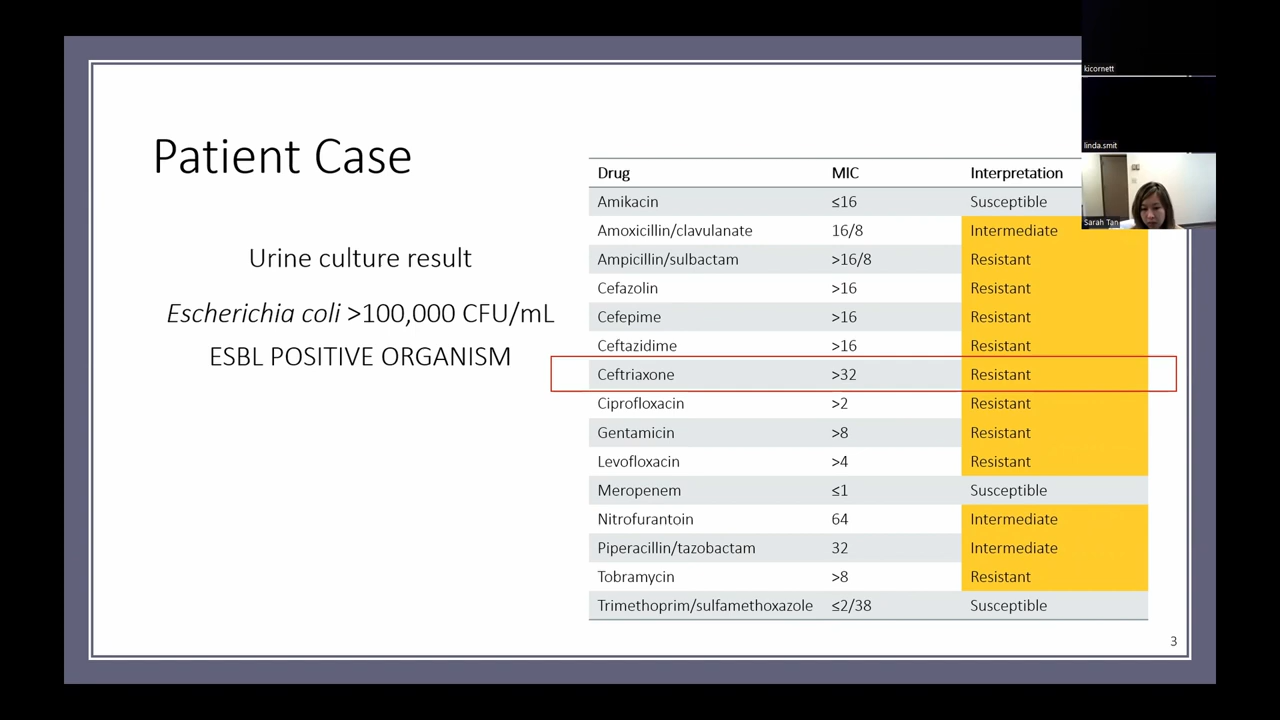 kicornett
linda.smit
Sarah Tan
Patient Case
Urine culture result
Escherichia coli >100,000 CFU/mL
ESBL POSITIVE ORGANISM
Drug MIC Interpretation
Amikacin ≤16 Susceptible
Amoxicillin/clavulanate 16/8 Intermediate
Ampicillin/sulbactam >16/8 Resistant
Cefazolin >16 Resistant
Cefepime >16 Resistant
Ceftazidime >16 Resistant
Ceftriaxone >32 Resistant
Ciprofloxacin >2 Resistant
Gentamicin >8 Resistant
Levofloxacin >4 Resistant
Meropenem ≤1 Susceptible
Nitrofurantoin 64 Intermediate
Piperacillin/tazobactam 32 Intermediate
Tobramycin >8 Resistant
Trimethoprim/sulfamethoxazole ≤2/38 Susceptible
3